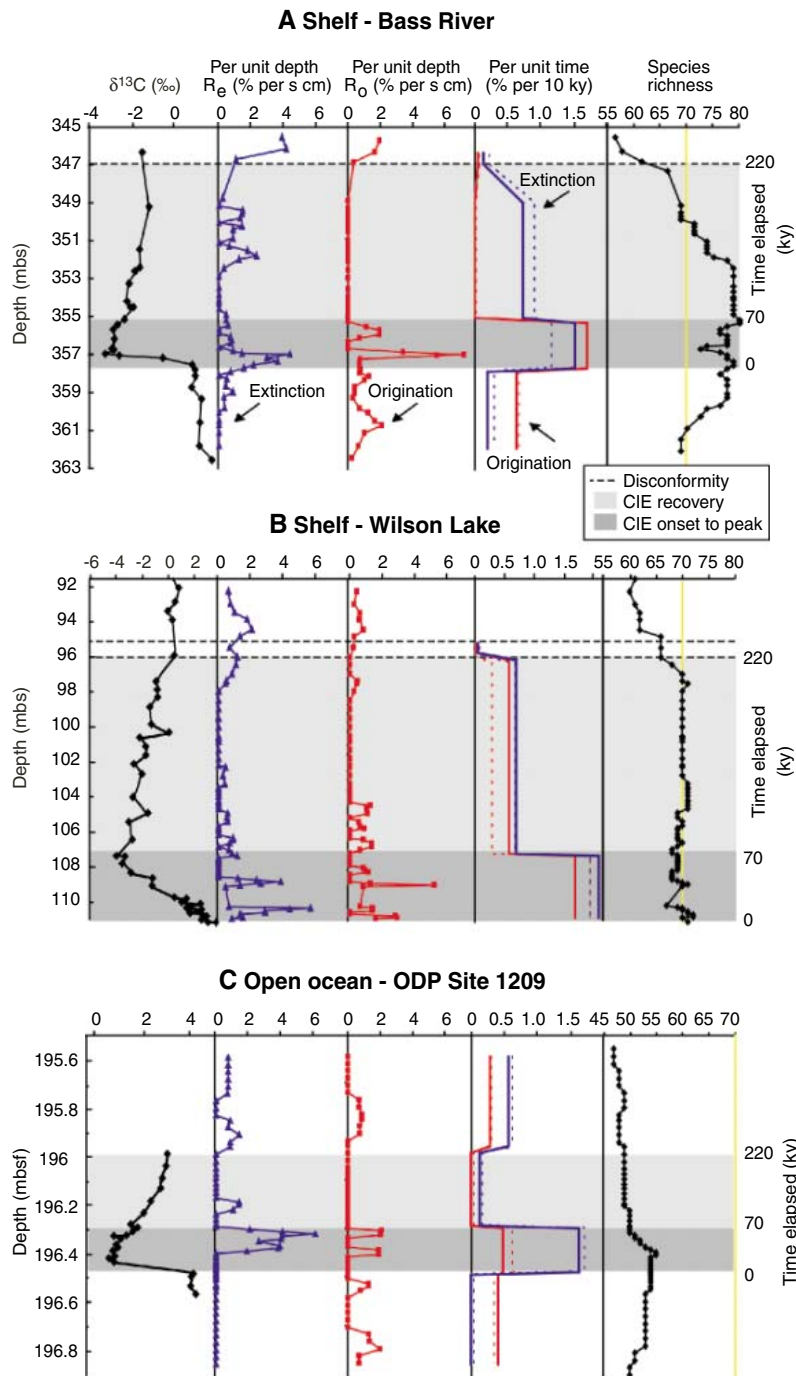 A Shelf - Bass River
δ13C (‰)
Per unit depth
Re (% per s cm)
Per unit depth
Ro (% per s cm)
Per unit time
(% per 10 ky)
Species
richness
-4 -2 0 0 2 4 6 0 2 4 6 0 0.5 1.0 1.5 55 60 65 70 75 80
345
347
349
351
353
355
357
359
361
363
Depth (mbs)
Extinction
Extinction
Origination
Origination
220
70
0
Time elapsed
(ky)
Disconformity
CIE recovery
CIE onset to peak
B Shelf - Wilson Lake
-6 -4 -2 0 2 0 2 4 6 0 2 4 6 0 0.5 1.0 1.5 55 60 65 70 75 80
92
94
96
98
100
102
104
106
108
110
Depth (mbs)
220
70
0
Time elapsed
(ky)
C Open ocean - ODP Site 1209
0 2 4 0 2 4 6 0 2 4 6 0 0.5 1.0 1.5 45 50 55 60 65 70
195.6
195.8
196
196.2
196.4
196.6
196.8
Depth (mbsf)
220
70
0
Time elapsed (ky)